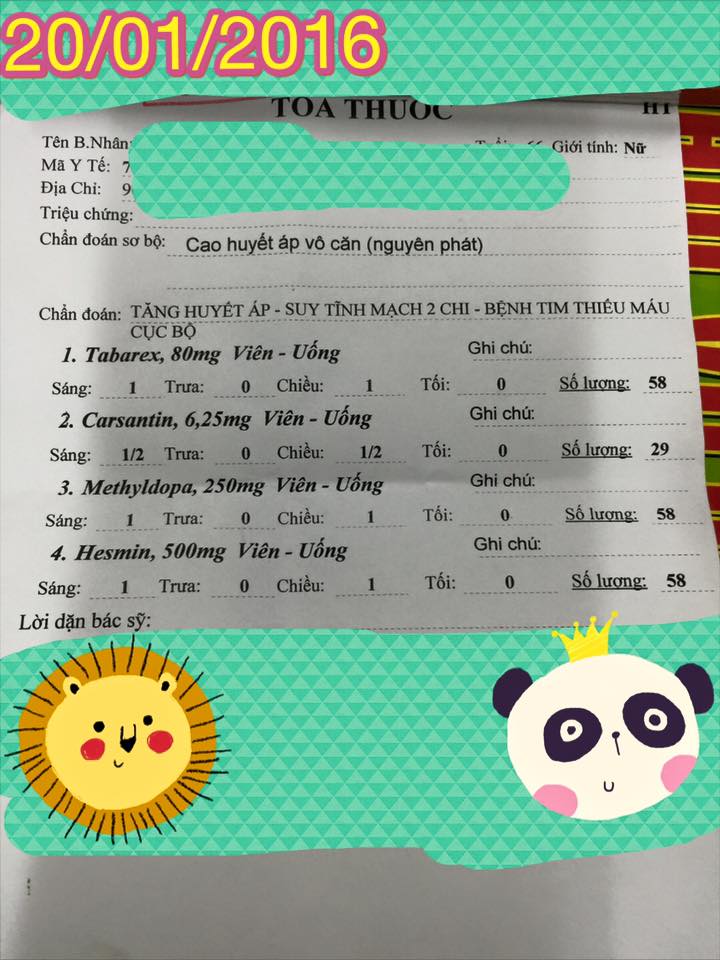 20/01/2016
TOA THUỐC
Tên B.Nhân: Giới tính: Nữ
Mã Y Tế: 7
Địa Chỉ: 9
Triệu chứng:
Chẩn đoán sơ bộ: Cao huyết áp vô căn (nguyên phát)
Chẩn đoán: TĂNG HUYẾT ÁP - SUY TĨNH MẠCH 2 CHI - BỆNH TIM THIẾU MÁU
CỤC BỘ
1. Tabarex, 80mg Viên - Uống Ghi chú:
Sáng: 1 Trưa: 0 Chiều: 1 Tối: 0 Số lượng: 58
2. Carsantin, 6,25mg Viên - Uống Ghi chú:
Sáng: 1/2 Trưa: 0 Chiều: 1/2 Tối: 0 Số lượng: 29
3. Methyldopa, 250mg Viên - Uống Ghi chú:
Sáng: 1 Trưa: 0 Chiều: 1 Tối: 0 Số lượng: 58
4. Hesmin, 500mg Viên - Uống Ghi chú:
Sáng: 1 Trưa: 0 Chiều: 1 Tối: 0 Số lượng: 58
Lời dặn bác sỹ: